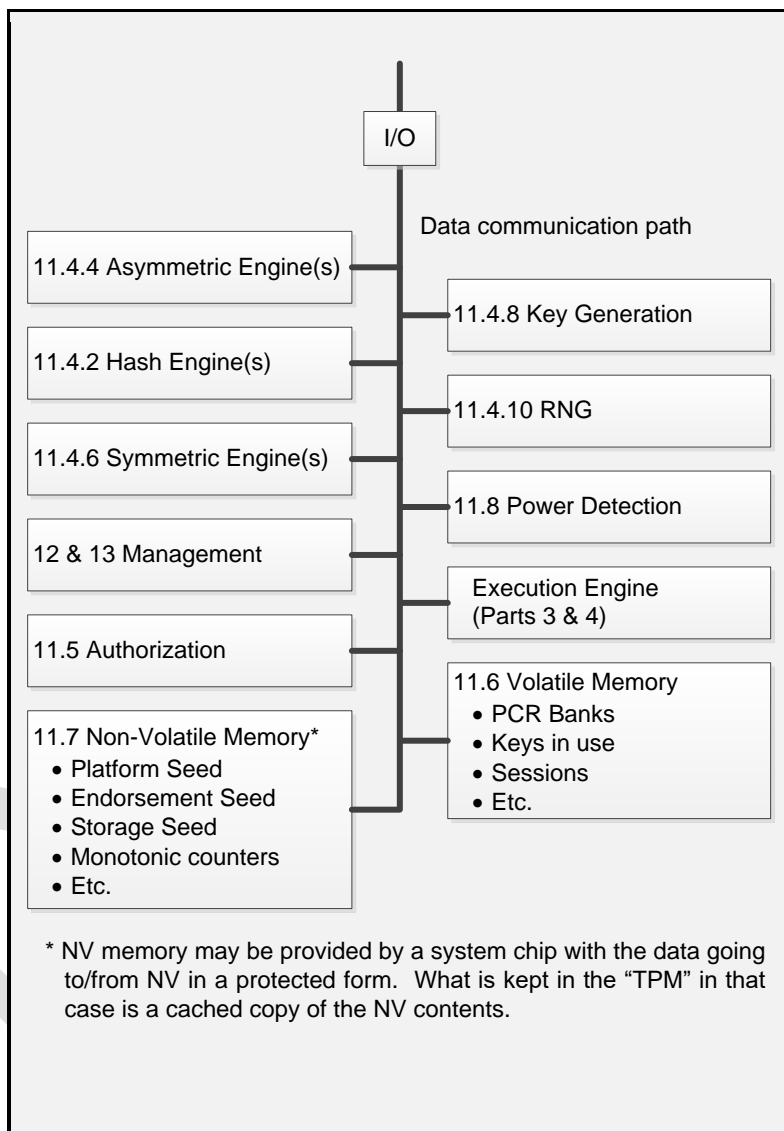 I/O
Data communication path
11.4.4 Asymmetric Engine(s)
11.4.2 Hash Engine(s)
11.4.6 Symmetric Engine(s)
12 & 13 Management
11.5 Authorization
11.7 Non-Volatile Memory*
• Platform Seed
• Endorsement Seed
• Storage Seed
• Monotonic counters
• Etc.
11.4.8 Key Generation
11.4.10 RNG
11.8 Power Detection
Execution Engine
(Parts 3 & 4)
11.6 Volatile Memory
• PCR Banks
• Keys in use
• Sessions
• Etc.
* NV memory may be provided by a system chip with the data going
to/from NV in a protected form. What is kept in the “TPM” in that
case is a cached copy of the NV contents.